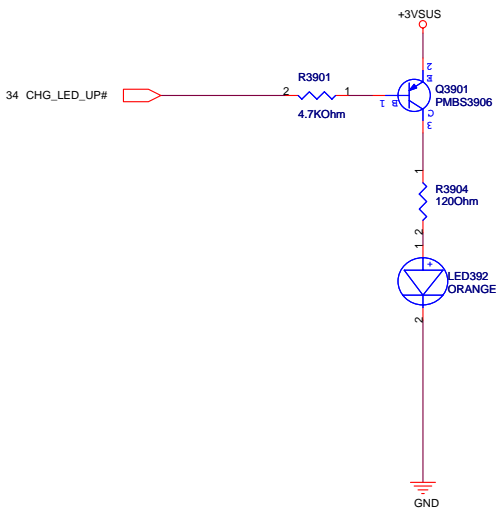 +3VSUS
2
E
R3901
Q3901
34 CHG_LED_UP#
2
1
1
B
PMBS3906
4.7KOhm
C
3
1
R3904
120Ohm
2
1
+
LED392
ORANGE
2
GND